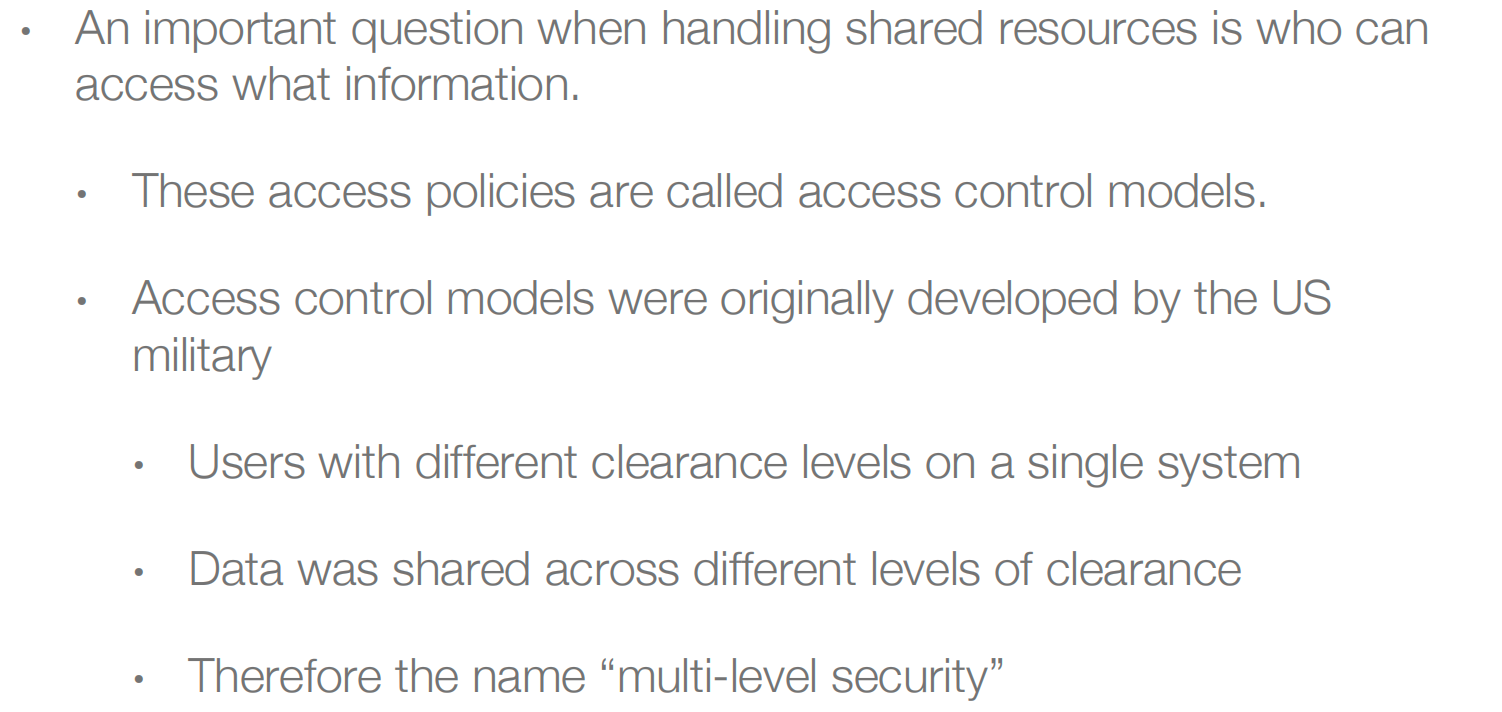 • An important question when handling shared resources is who can
access what information.
• These access policies are called access control models.
• Access control models were originally developed by the US
military
• Users with different clearance levels on a single system
• Data was shared across different levels of clearance
• Therefore the name “multi-level security”